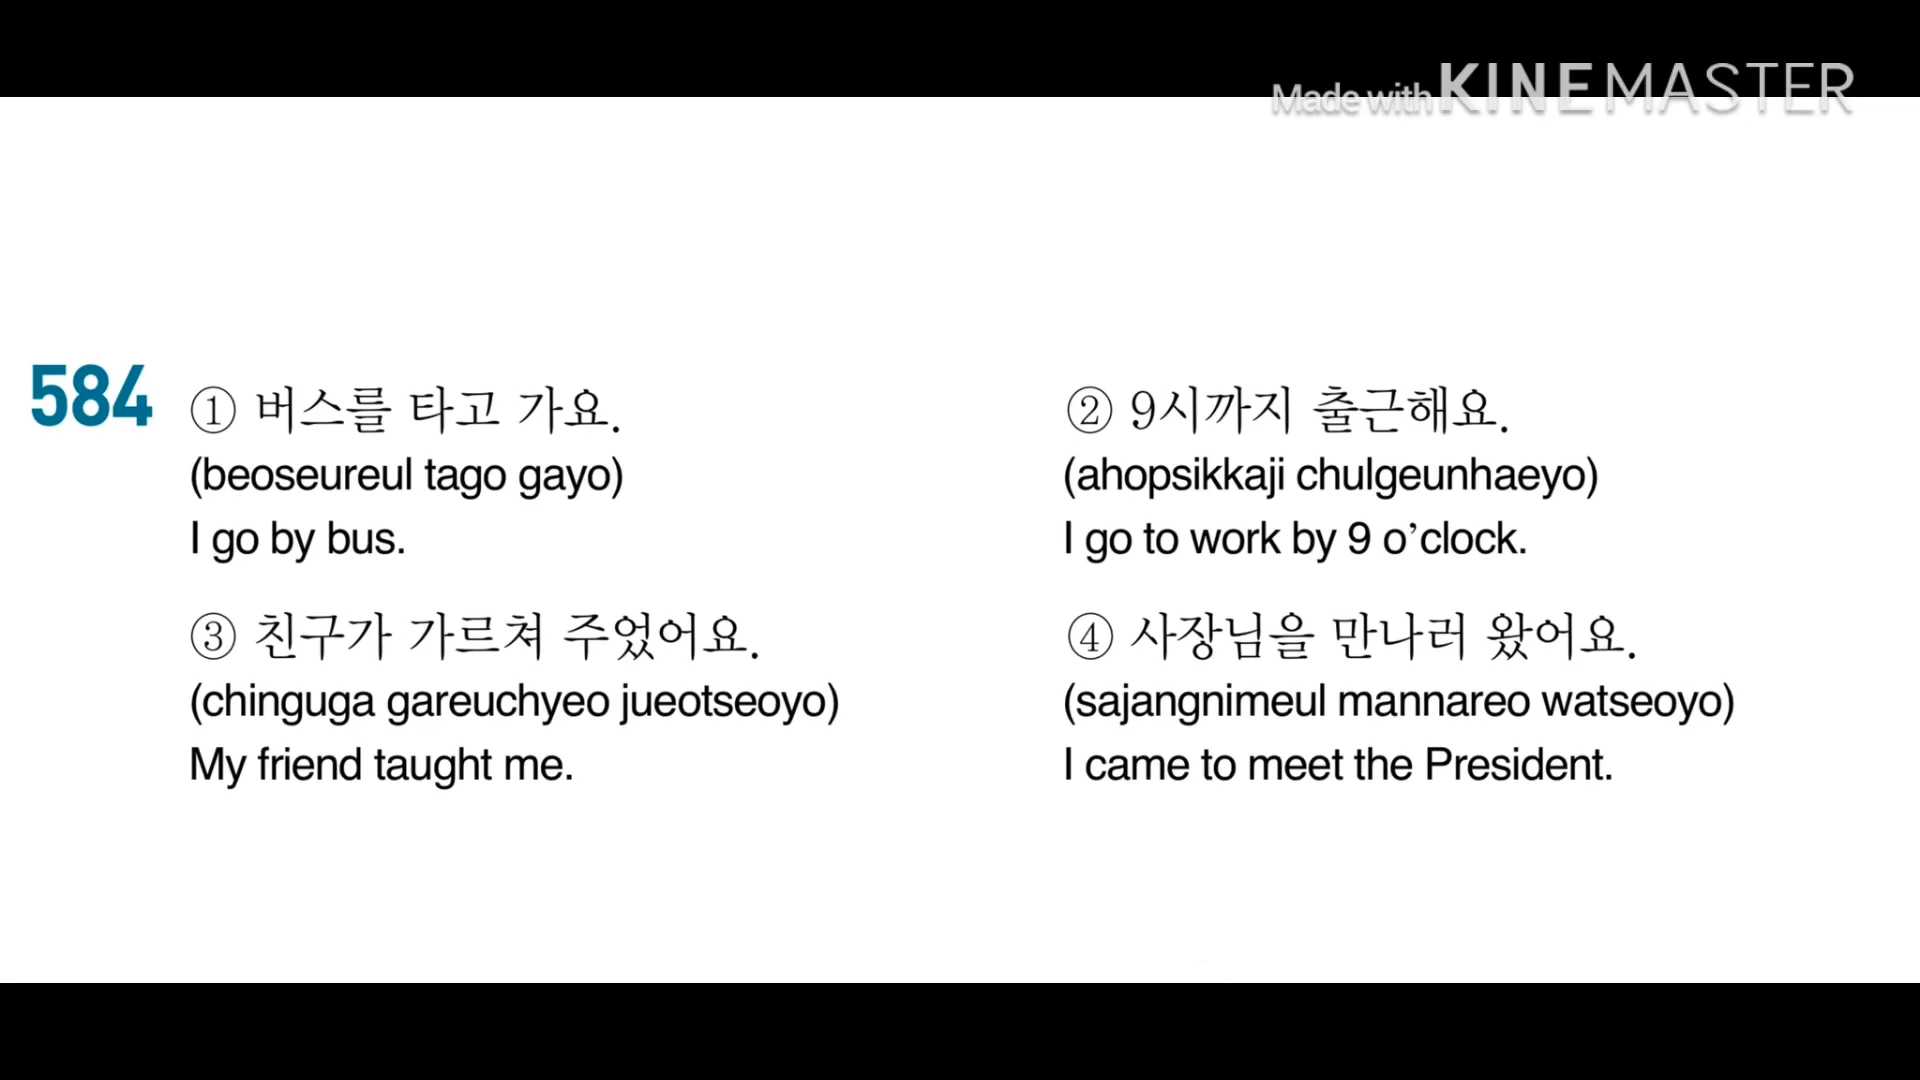 Made with KINEMASTER
584
① 버스를 타고 가요.
(beoseureul tago gayo)
I go by bus.
② 9시까지 출근해요.
(ahopsikkaji chulgeunhaeyo)
I go to work by 9 o’clock.
③ 친구가 가르쳐 주었어요.
(chinguga gareuchyeo jueotseoyo)
My friend taught me.
④ 사장님을 만나러 왔어요.
(sajangnimeul mannareo watseoyo)
I came to meet the President.